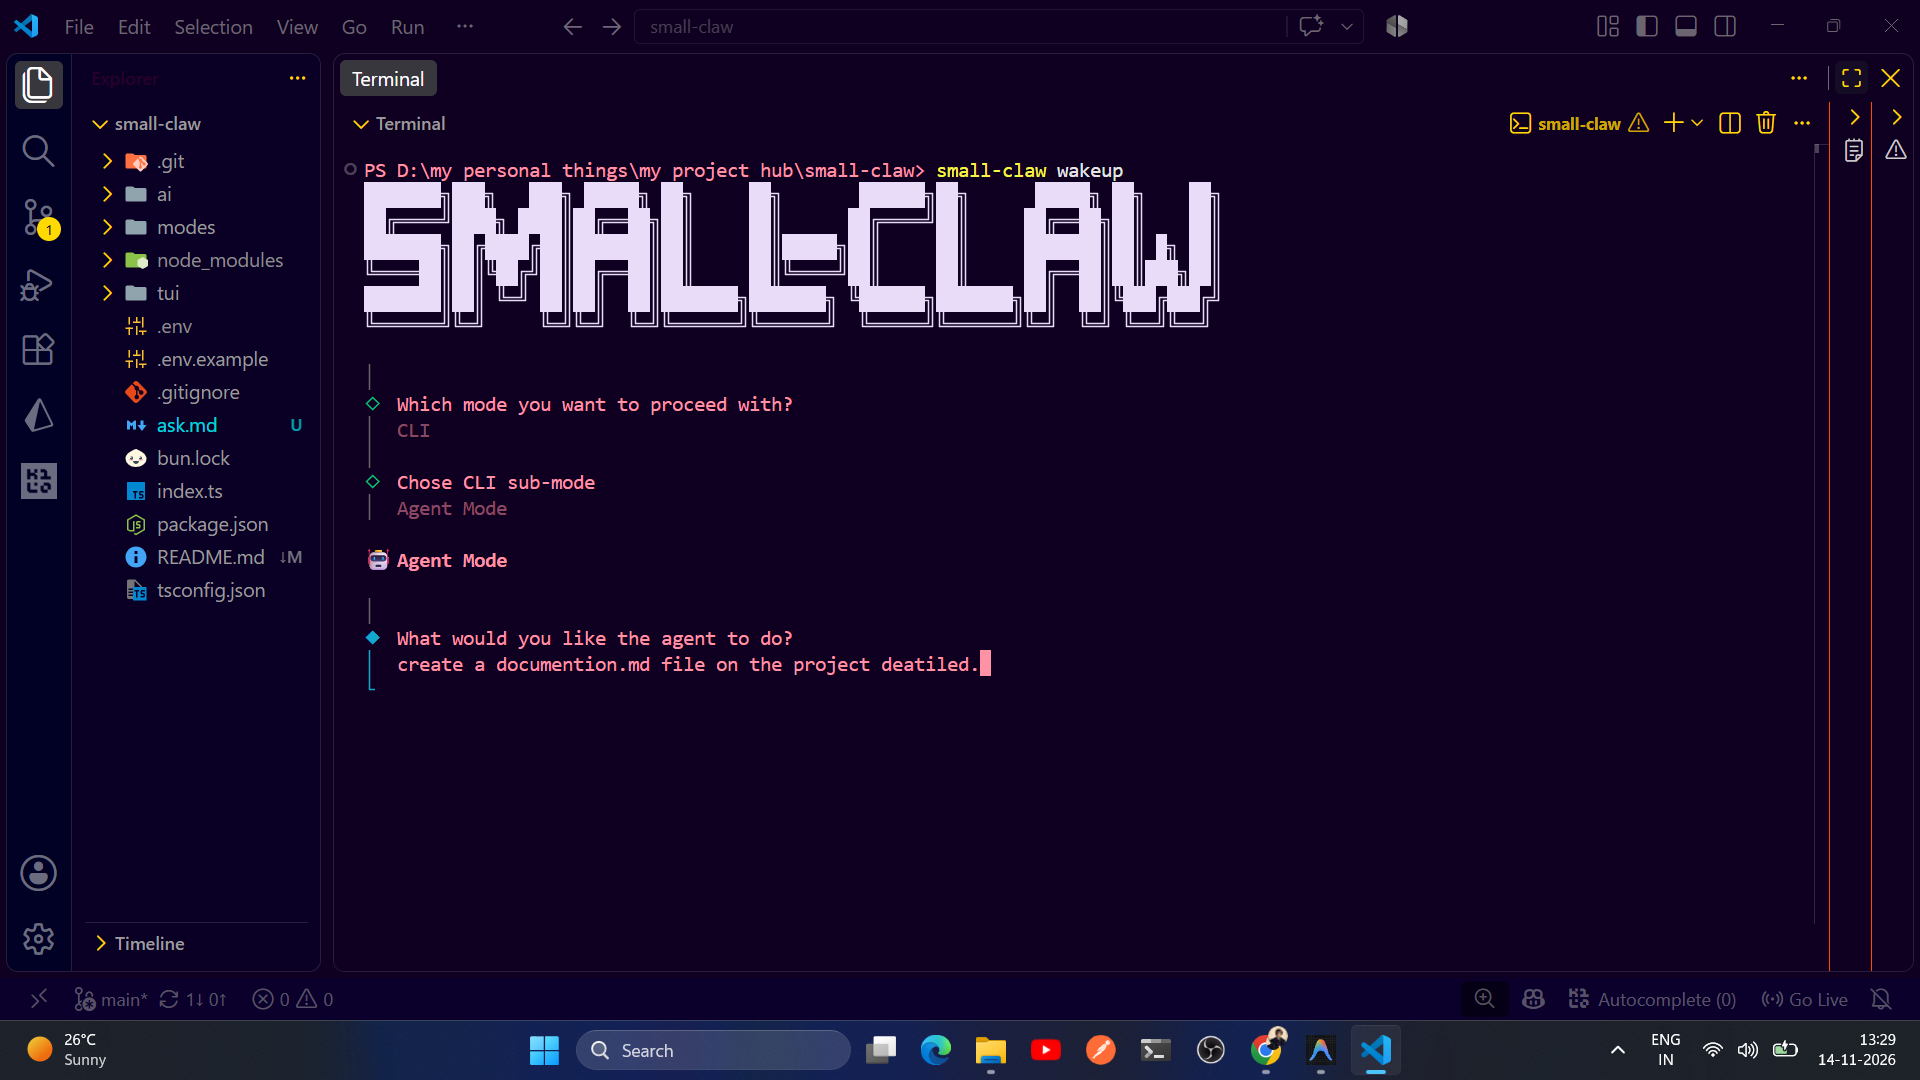 File Edit Selection View Go Run
small-claw
Explorer
small-claw
.git
ai
modes
node_modules
tui
.env
.env.example
.gitignore
ask.md U
bun.lock
index.ts
package.json
README.md ↓M
tsconfig.json
Timeline
1
Terminal
Terminal
small-claw
PS D:\my personal things\my project hub\small-claw> small-claw wakeup
SMALL-CLAW
Which mode you want to proceed with?
CLI
Chose CLI sub-mode
Agent Mode
Agent Mode
What would you like the agent to do?
create a documention.md file on the project deatiled.
main* 1↓ 0↑ 0 0
Autocomplete (0) Go Live
26°C
Sunny
Search
ENG
IN
13:29
14-11-2026